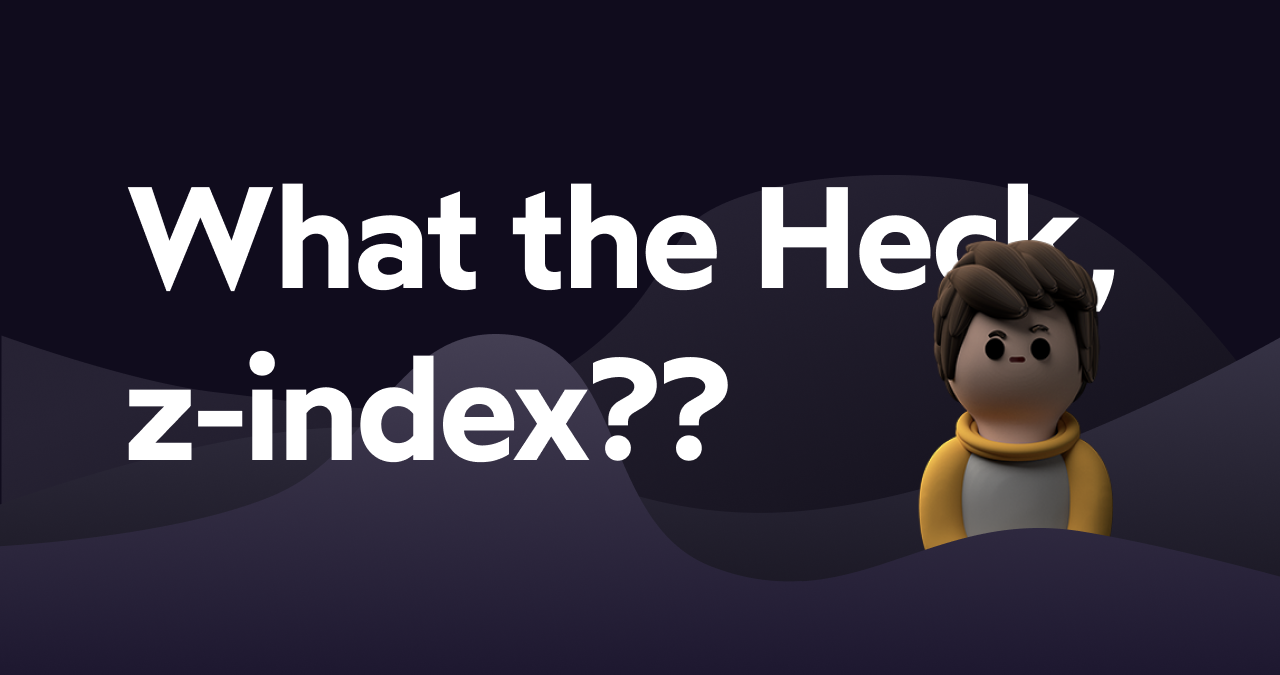 What the Heck,
z-index??